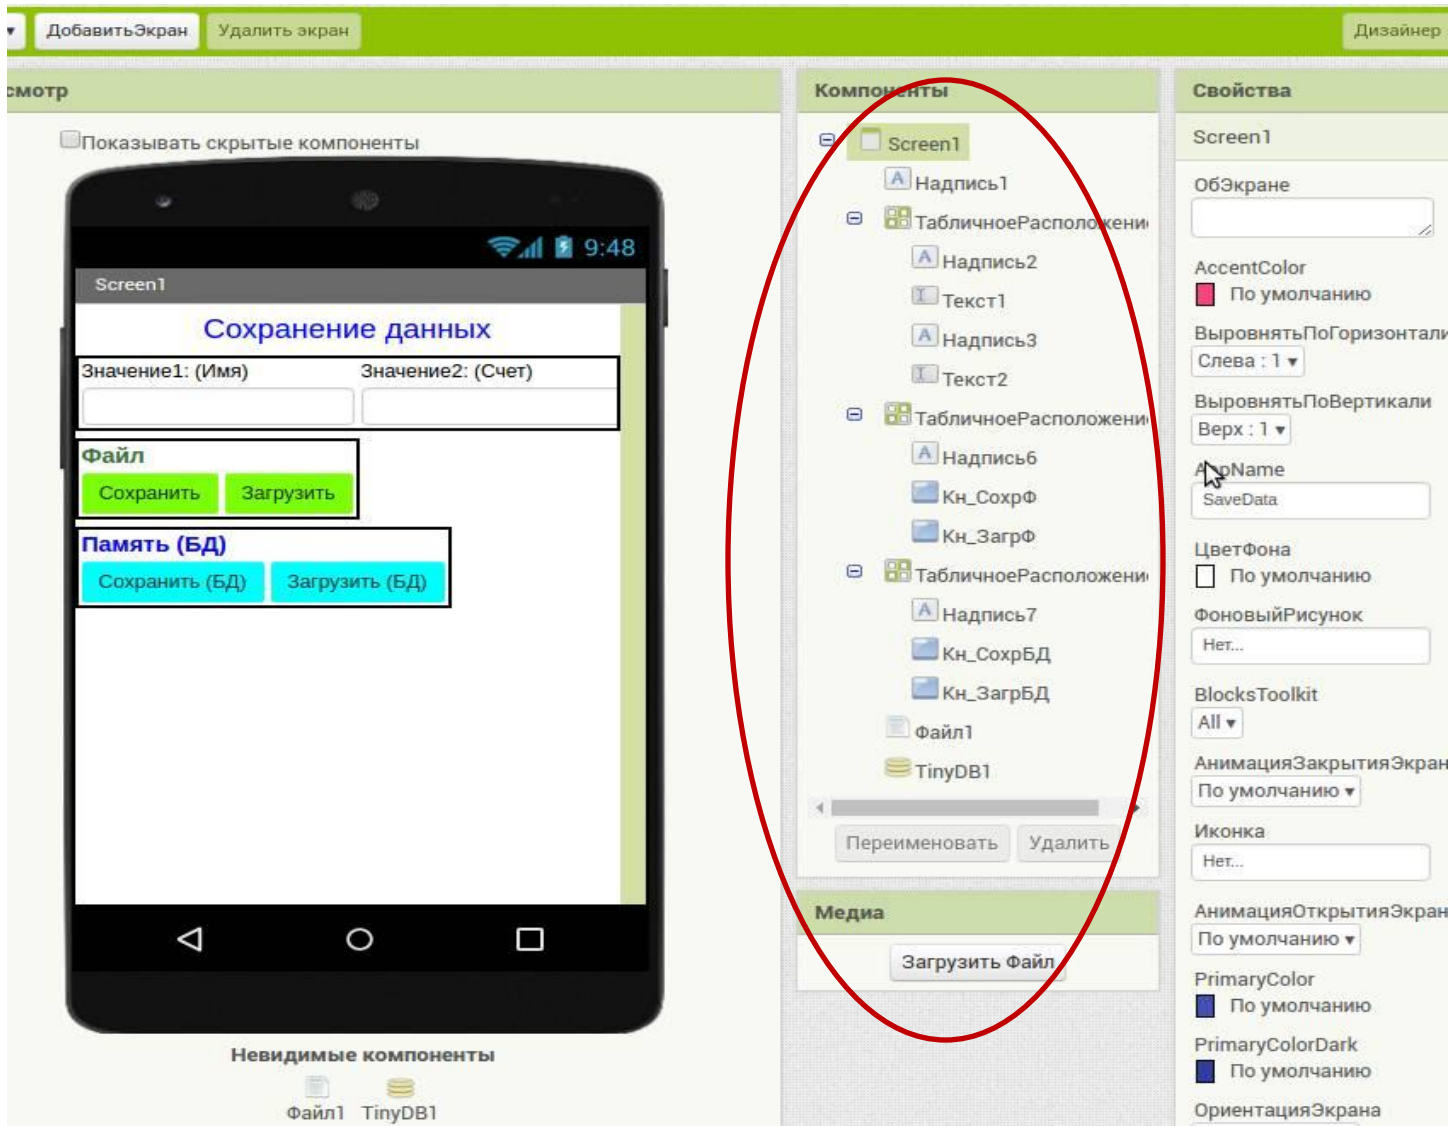 ДобавитьЭкран Удалить экран Дизайнер
смотр
Показывать скрытые компоненты
9:48
Screen1
Сохранение данных
Значение1: (Имя) Значение2: (Счет)
Файл
Сохранить Загрузить
Память (БД)
Сохранить (БД) Загрузить (БД)
Невидимые компоненты
Файл1 TinyDB1
Компоненты
Screen1
Надпись1
ТабличноеРасположени
Надпись2
Текст1
Надпись3
Текст2
ТабличноеРасположени
Надпись6
Кн_СохрФ
Кн_ЗагрФ
ТабличноеРасположени
Надпись7
Кн_СохрБД
Кн_ЗагрБД
Файл1
TinyDB1
Переименовать Удалить
Медиа
Загрузить Файл
Свойства
Screen1
ОбЭкране
AccentColor
По умолчанию
ВыровнятьПоГоризонтали
Слева : 1
ВыровнятьПоВертикали
Верх : 1
AppName
SaveData
ЦветФона
По умолчанию
ФоновыйРисунок
Нет...
BlocksToolkit
All
АнимацияЗакрытияЭкран
По умолчанию
Иконка
Нет...
АнимацияОткрытияЭкран
По умолчанию
PrimaryColor
По умолчанию
PrimaryColorDark
По умолчанию
ОриентацияЭкрана